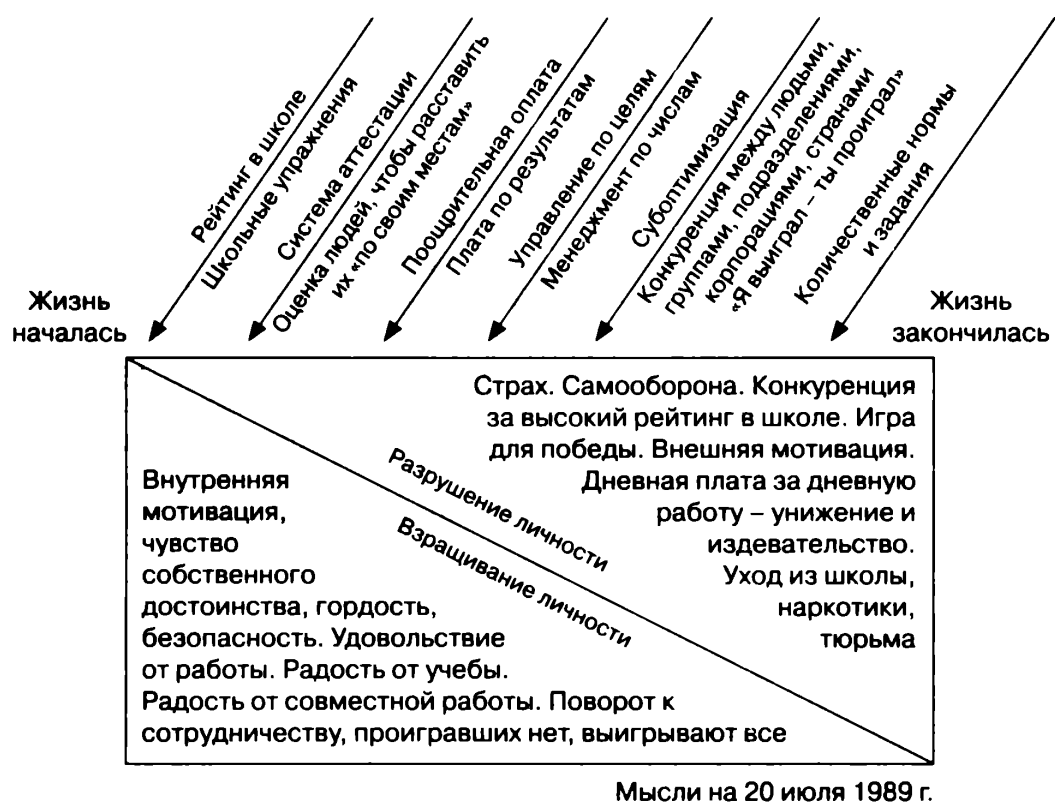 Рейтинг в школе
Школьные упражнения
Система аттестации
Оценка людей, чтобы расставить
их «по своим местам»
Поощрительная оплата
Плата по результатам
Управление по целям
Менеджмент по числам
Субоптимизация
Конкуренция между людьми,
группами, подразделениями,
корпорациями, странами
«Я выиграл – ты проиграл»
Количественные нормы
и задания
Жизнь
началась
Жизнь
закончилась
Страх. Самооборона. Конкуренция
за высокий рейтинг в школе. Игра
для победы. Внешняя мотивация.
Дневная плата за дневную
работу – унижение и
издевательство.
Уход из школы,
наркотики,
тюрьма
Разрушение личности
Взращивание личности
Внутренняя
мотивация,
чувство
собственного
достоинства, гордость,
безопасность. Удовольствие
от работы. Радость от учебы.
Радость от совместной работы. Поворот к
сотрудничеству, проигравших нет, выигрывают все
Мысли на 20 июля 1989 г.